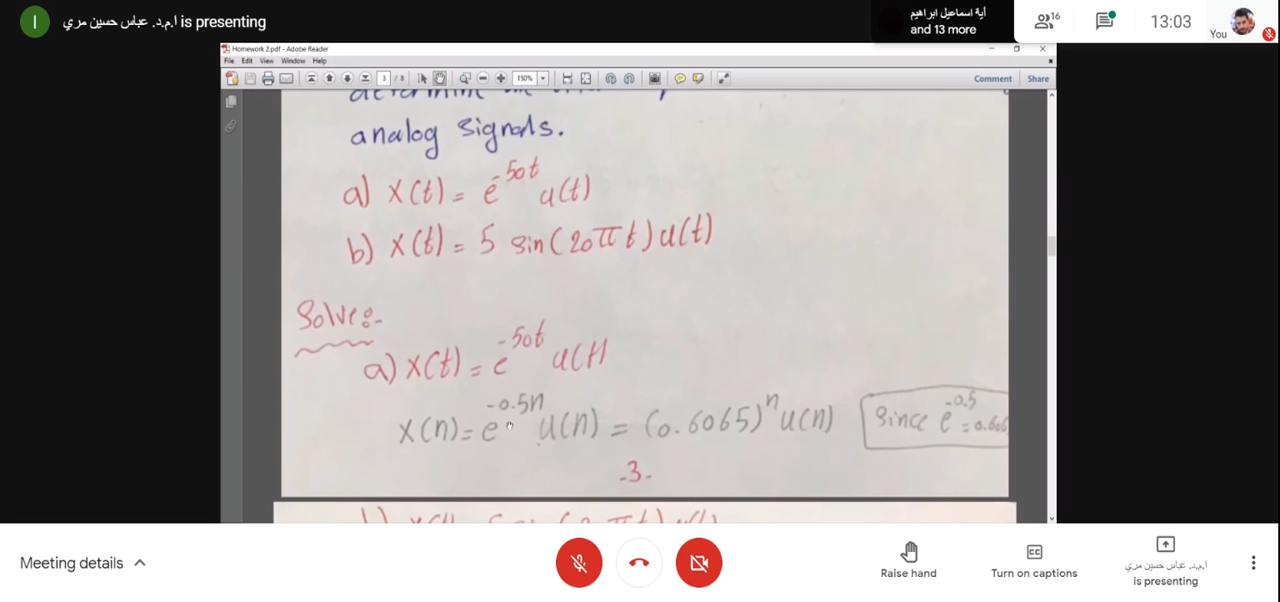 ا.م.د. عباس حسين مري is presenting
أية اسماعيل ابراهيم
and 13 more
16
13:03
You
Homework 2.pdf - Adobe Reader
File Edit View Window Help
3 / 8 150% Comment Share
analog signals.
a) x(t) = e^-50t u(t)
b) x(t) = 5 sin(20πt) u(t)
Solve:-
a) x(t) = e^-50t u(t)
x(n) = e^-0.5n u(n) = (0.6065)^n u(n) Since e^-0.5 = 0.606
-3-
Meeting details
Raise hand
Turn on captions
ا.م.د. عباس حسين مري
is presenting